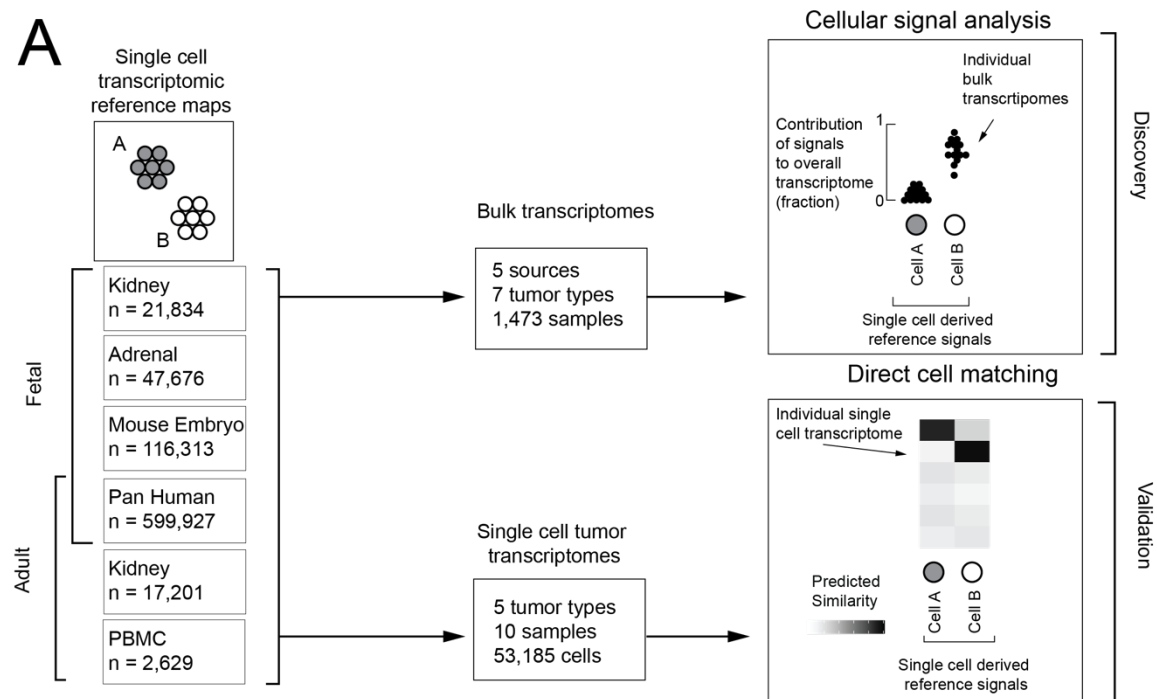 A
Single cell
transcriptomic
reference maps
A
B
Fetal
Adult
Kidney
n = 21,834
Adrenal
n = 47,676
Mouse Embryo
n = 116,313
Pan Human
n = 599,927
Kidney
n = 17,201
PBMC
n = 2,629
Bulk transcriptomes
5 sources
7 tumor types
1,473 samples
Single cell tumor
transcriptomes
5 tumor types
10 samples
53,185 cells
Cellular signal analysis
Individual
bulk
transcrtipomes
Contribution
of signals
to overall
transcriptome
(fraction)
1
0
Cell A
Cell B
Single cell derived
reference signals
Discovery
Direct cell matching
Individual single
cell transcriptome
Predicted
Similarity
Cell A
Cell B
Single cell derived
reference signals
Validation